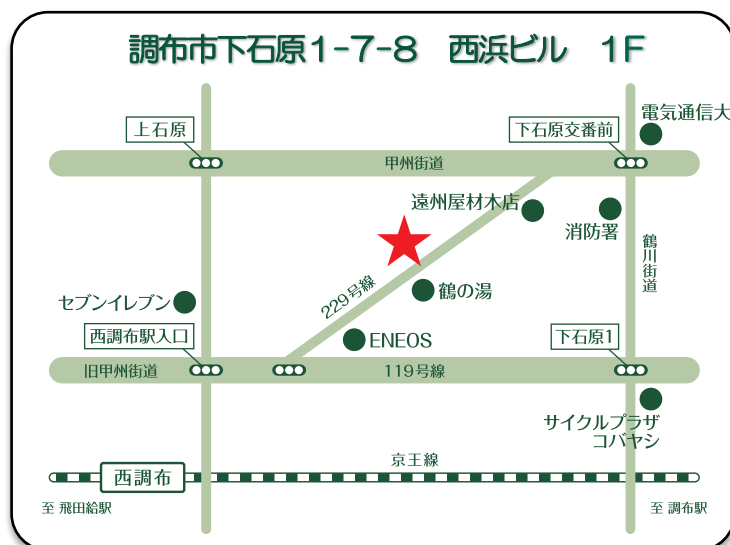 調布市下石原1-7-8　西浜ビル　1F
電気通信大
上石原
下石原交番前
甲州街道
遠州屋材木店
消防署
鶴川街道
229号線
鶴の湯
セブンイレブン
西調布駅入口
ENEOS
下石原1
旧甲州街道
119号線
サイクルプラザ
コバヤシ
京王線
西調布
至 飛田給駅
至 調布駅